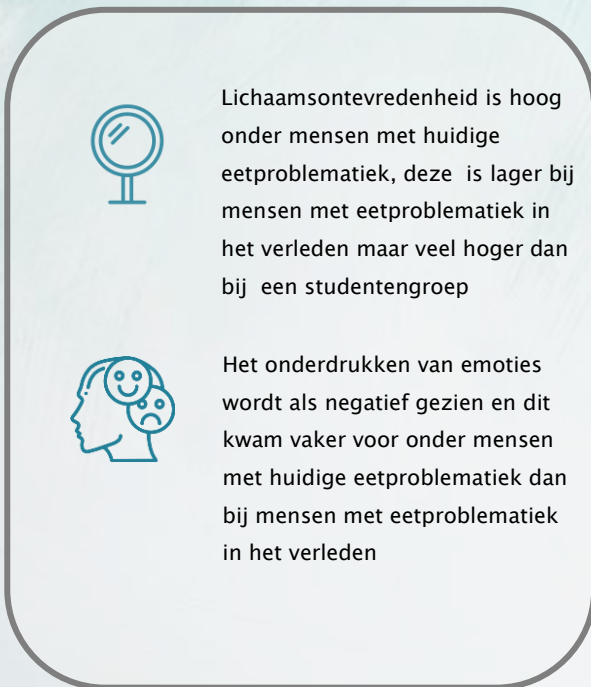 Lichaamsontevredenheid is hoog
onder mensen met huidige
eetproblematiek, deze  is lager bij
mensen met eetproblematiek in
het verleden maar veel hoger dan
bij  een studentengroep
Het onderdrukken van emoties
wordt als negatief gezien en dit
kwam vaker voor onder mensen
met huidige eetproblematiek dan
bij mensen met eetproblematiek
in het verleden